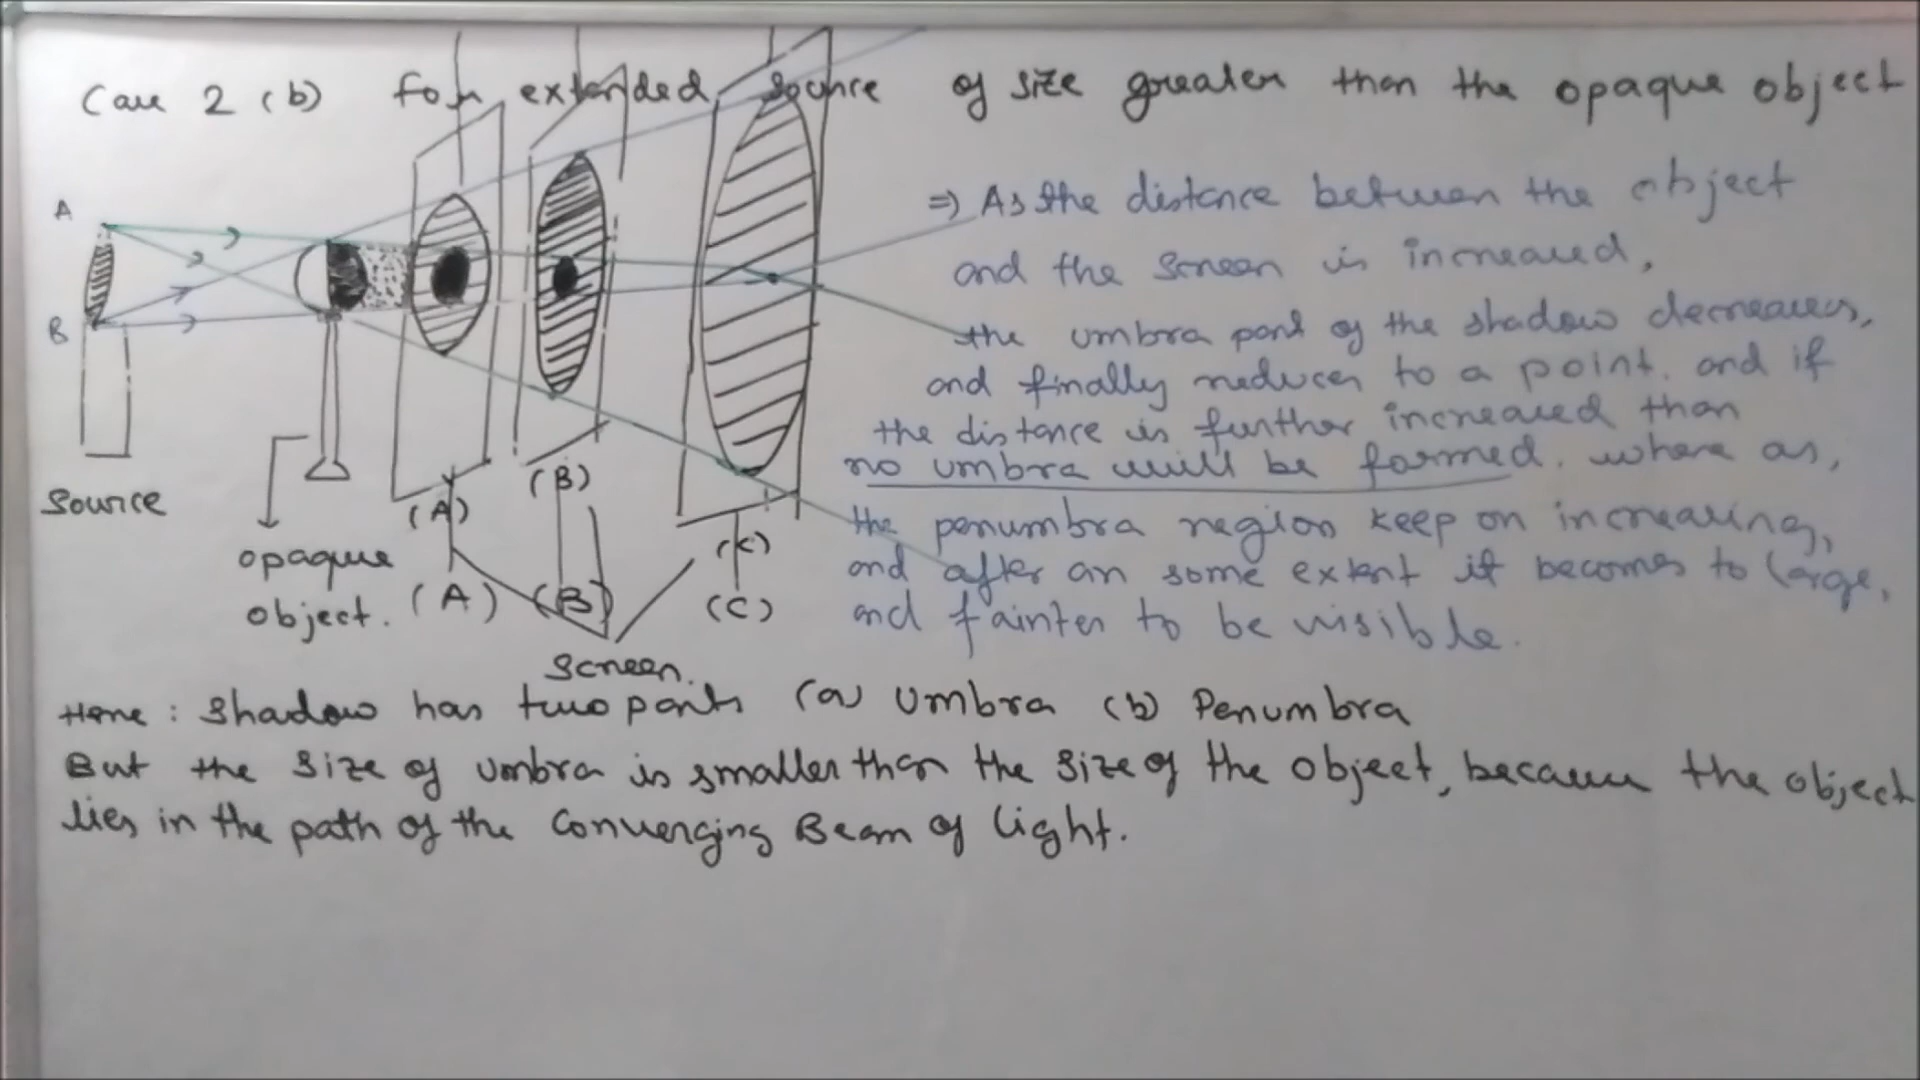 Case 2 (b) for extended source of size greater than the opaque object
A
B
Source
opaque
object.
(A)
(B)
(C)
(A)
(B)
(C)
Screen.
⇒ As the distance between the object
and the screen is increased,
the umbra part of the shadow decreases,
and finally reduces to a point. and if
the distance is further increased than
no umbra will be formed. where as,
the penumbra region keep on increasing,
and after an some extent it becomes to large,
and fainter to be visible.
Here : Shadow has two parts (a) Umbra (b) Penumbra
But the size of umbra is smaller than the size of the object, because the object
lies in the path of the Converging Beam of light.